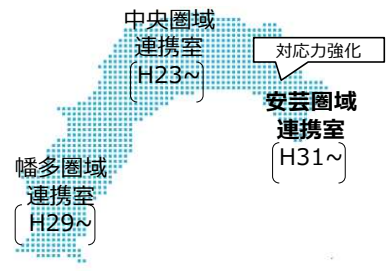 中央圏域
連携室
H23~
対応力強化
安芸圏域
連携室
H31~
幡多圏域
連携室
H29~